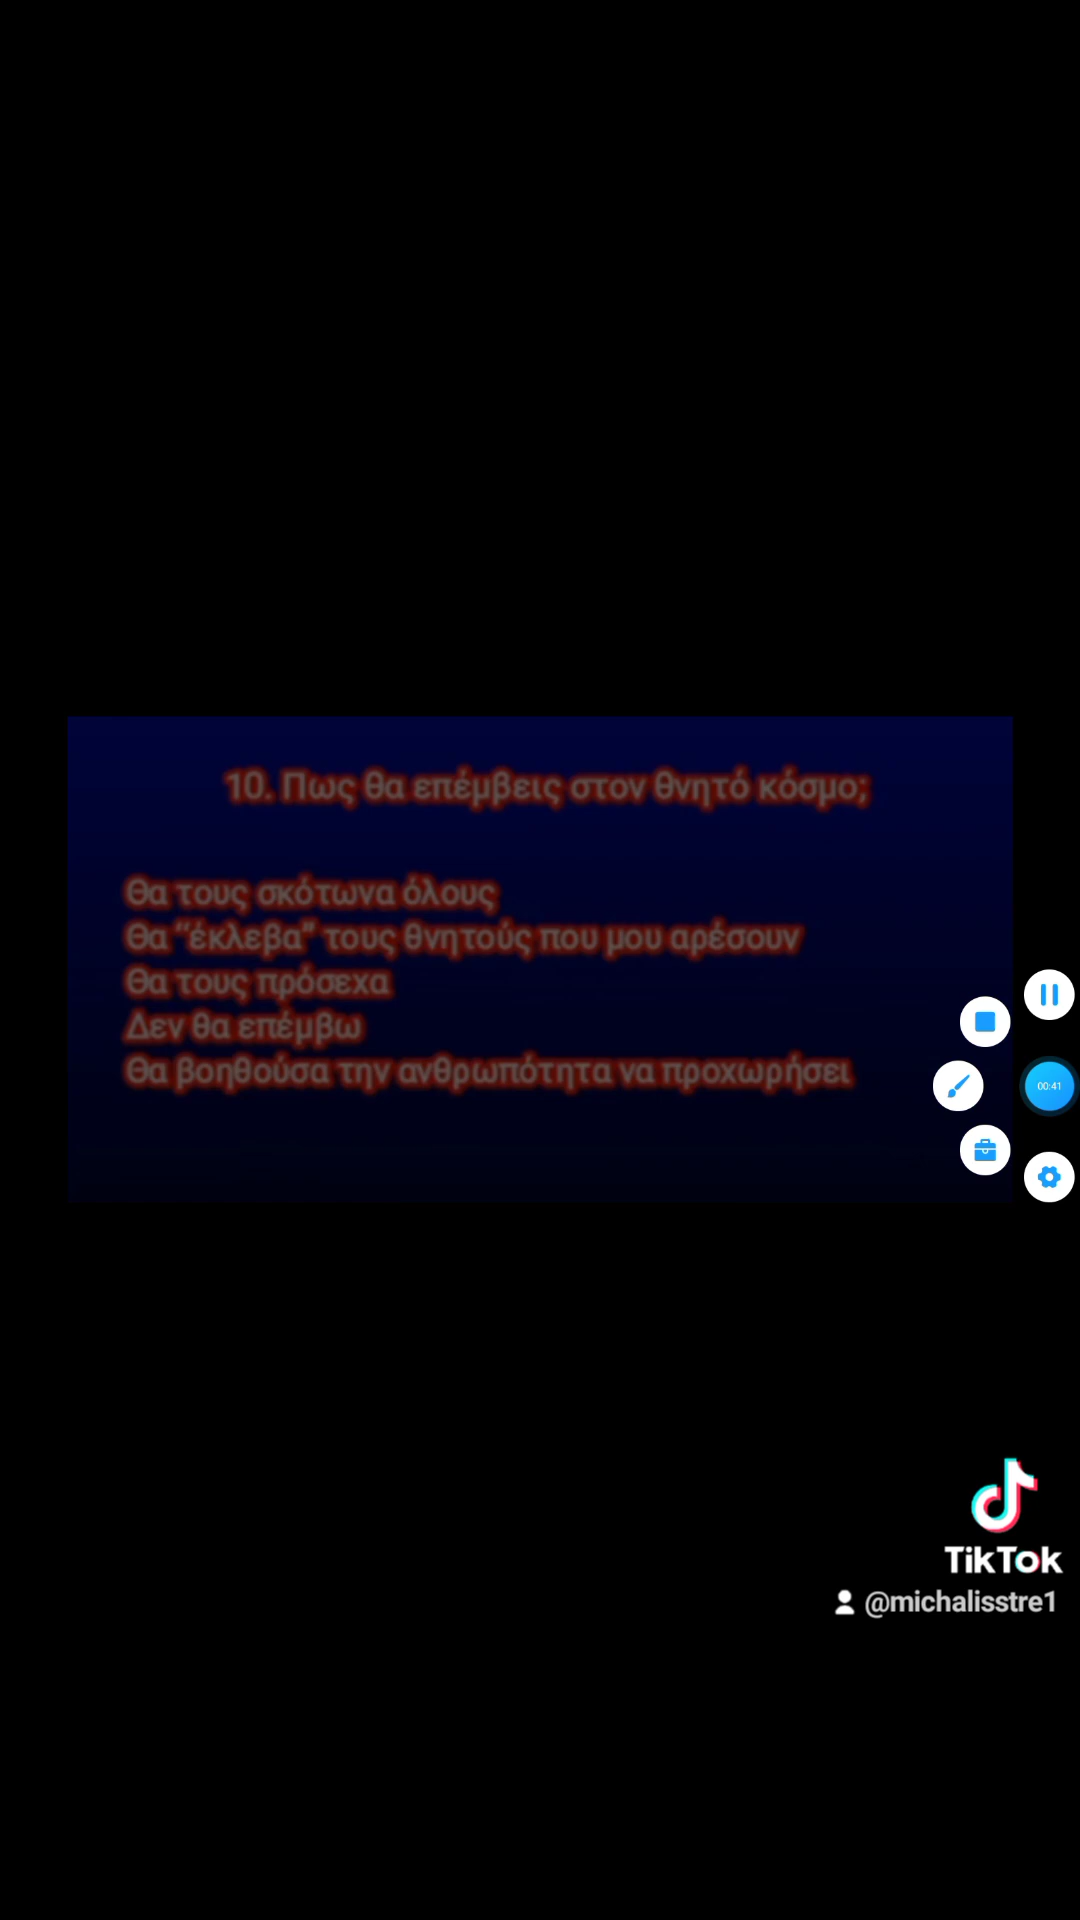 10. Πως θα επέμβεις στον θνητό κόσμο;
Θα τους σκότωνα όλους
Θα “έκλεβα” τους θνητούς που μου αρέσουν
Θα τους πρόσεχα
Δεν θα επέμβω
Θα βοηθούσα την ανθρωπότητα να προχωρήσει
00:41
TikTok
@michalisstre1